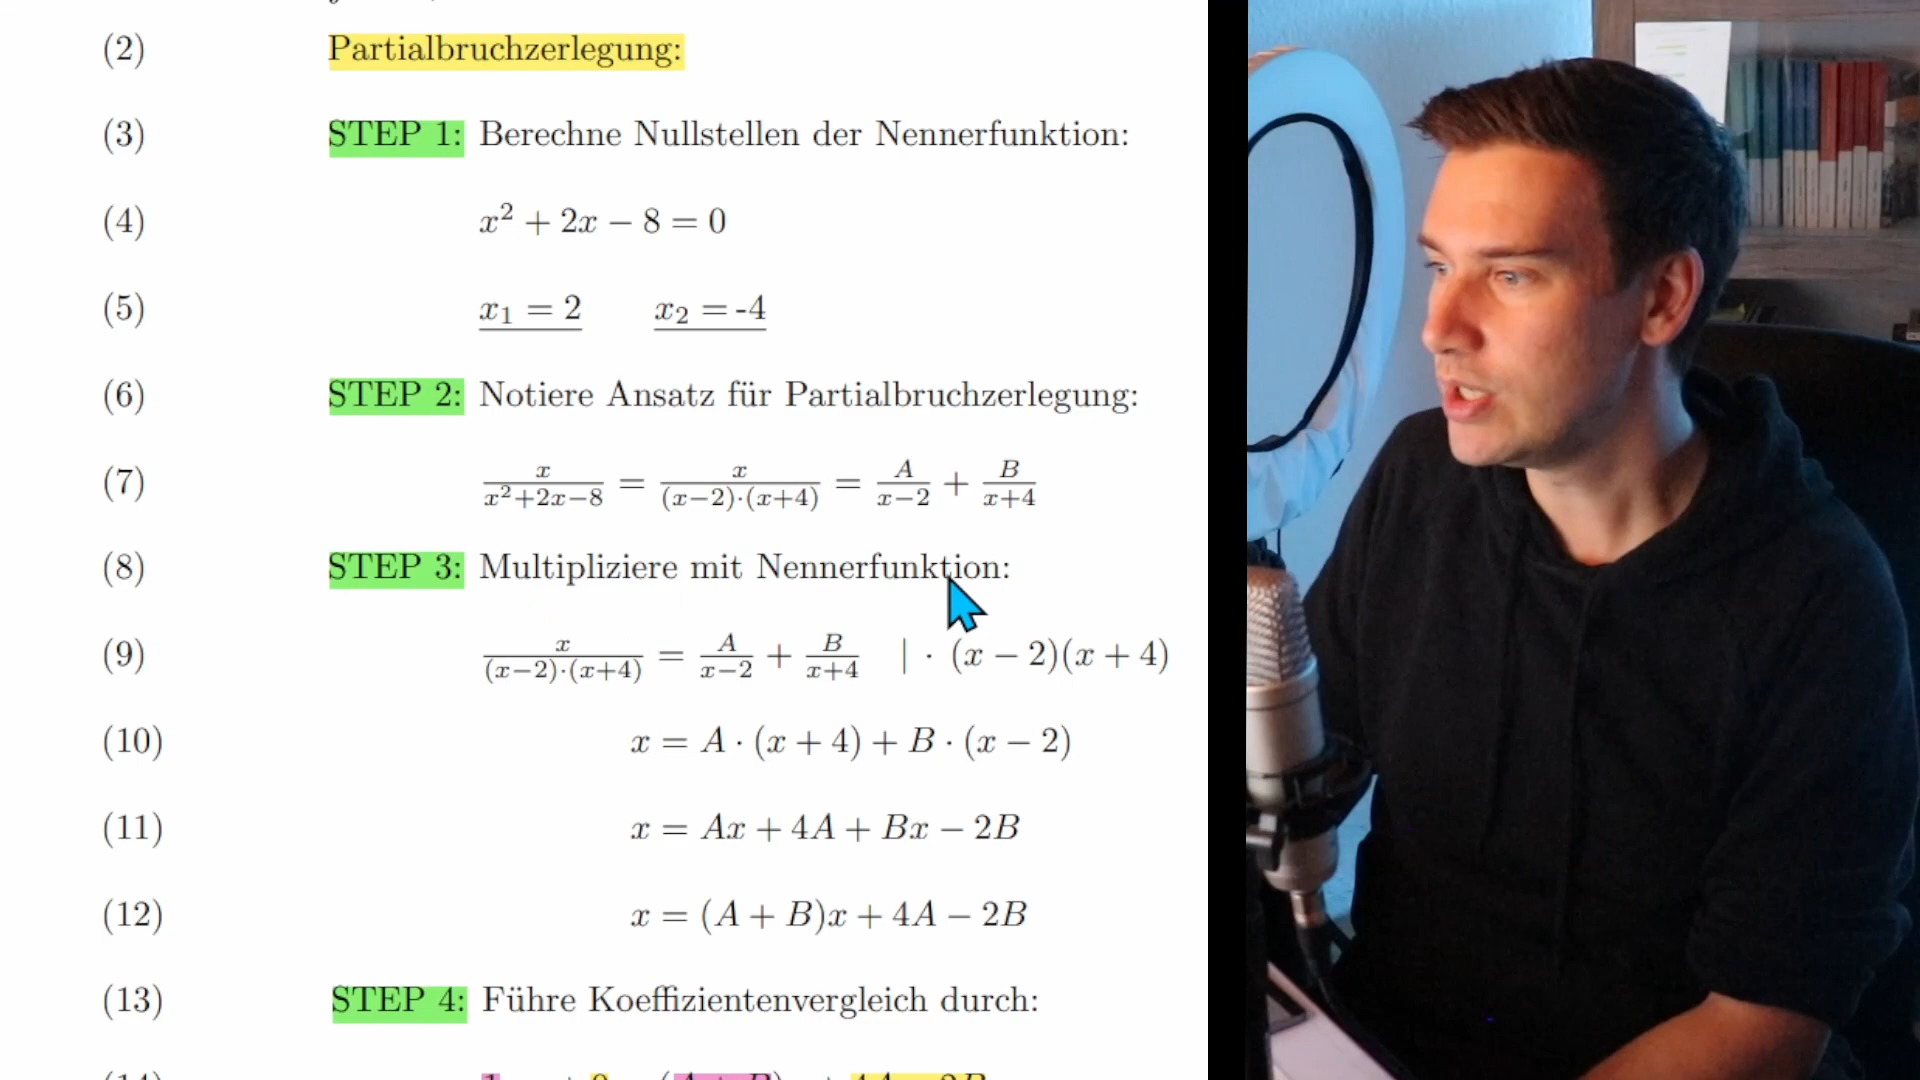 (2) Partialbruchzerlegung:
(3) STEP 1: Berechne Nullstellen der Nennerfunktion:
(4) x² + 2x − 8 = 0
(5) x₁ = 2 x₂ = -4
(6) STEP 2: Notiere Ansatz für Partialbruchzerlegung:
(7) x/(x²+2x−8) = x/((x−2)·(x+4)) = A/(x−2) + B/(x+4)
(8) STEP 3: Multipliziere mit Nennerfunktion:
(9) x/((x−2)·(x+4)) = A/(x−2) + B/(x+4) | · (x − 2)(x + 4)
(10) x = A · (x + 4) + B · (x − 2)
(11) x = Ax + 4A + Bx − 2B
(12) x = (A + B)x + 4A − 2B
(13) STEP 4: Führe Koeffizientenvergleich durch: